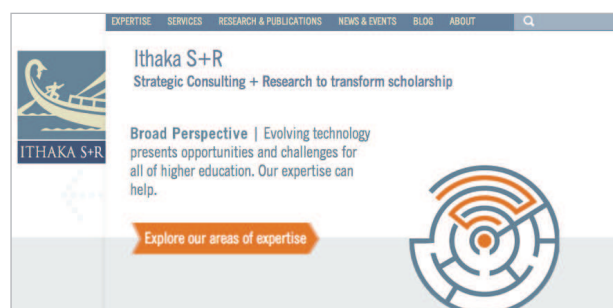 EXPERTISE SERVICES RESEARCH & PUBLICATIONS NEWS & EVENTS BLOG ABOUT
Ithaka S+R
Strategic Consulting + Research to transform scholarship
ITHAKA S+R
Broad Perspective | Evolving technology
presents opportunities and challenges for
all of higher education. Our expertise can
help.
Explore our areas of expertise